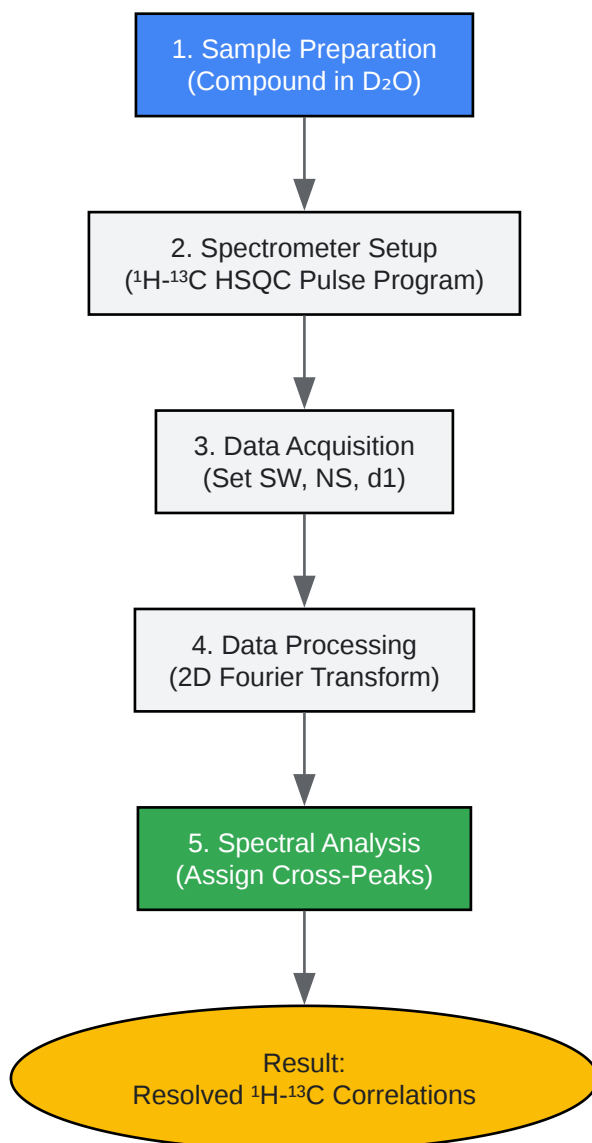 1. Sample Preparation
(Compound in D₂O)
2. Spectrometer Setup
(¹H-¹³C HSQC Pulse Program)
3. Data Acquisition
(Set SW, NS, d1)
4. Data Processing
(2D Fourier Transform)
5. Spectral Analysis
(Assign Cross-Peaks)
Result:
Resolved ¹H-¹³C Correlations